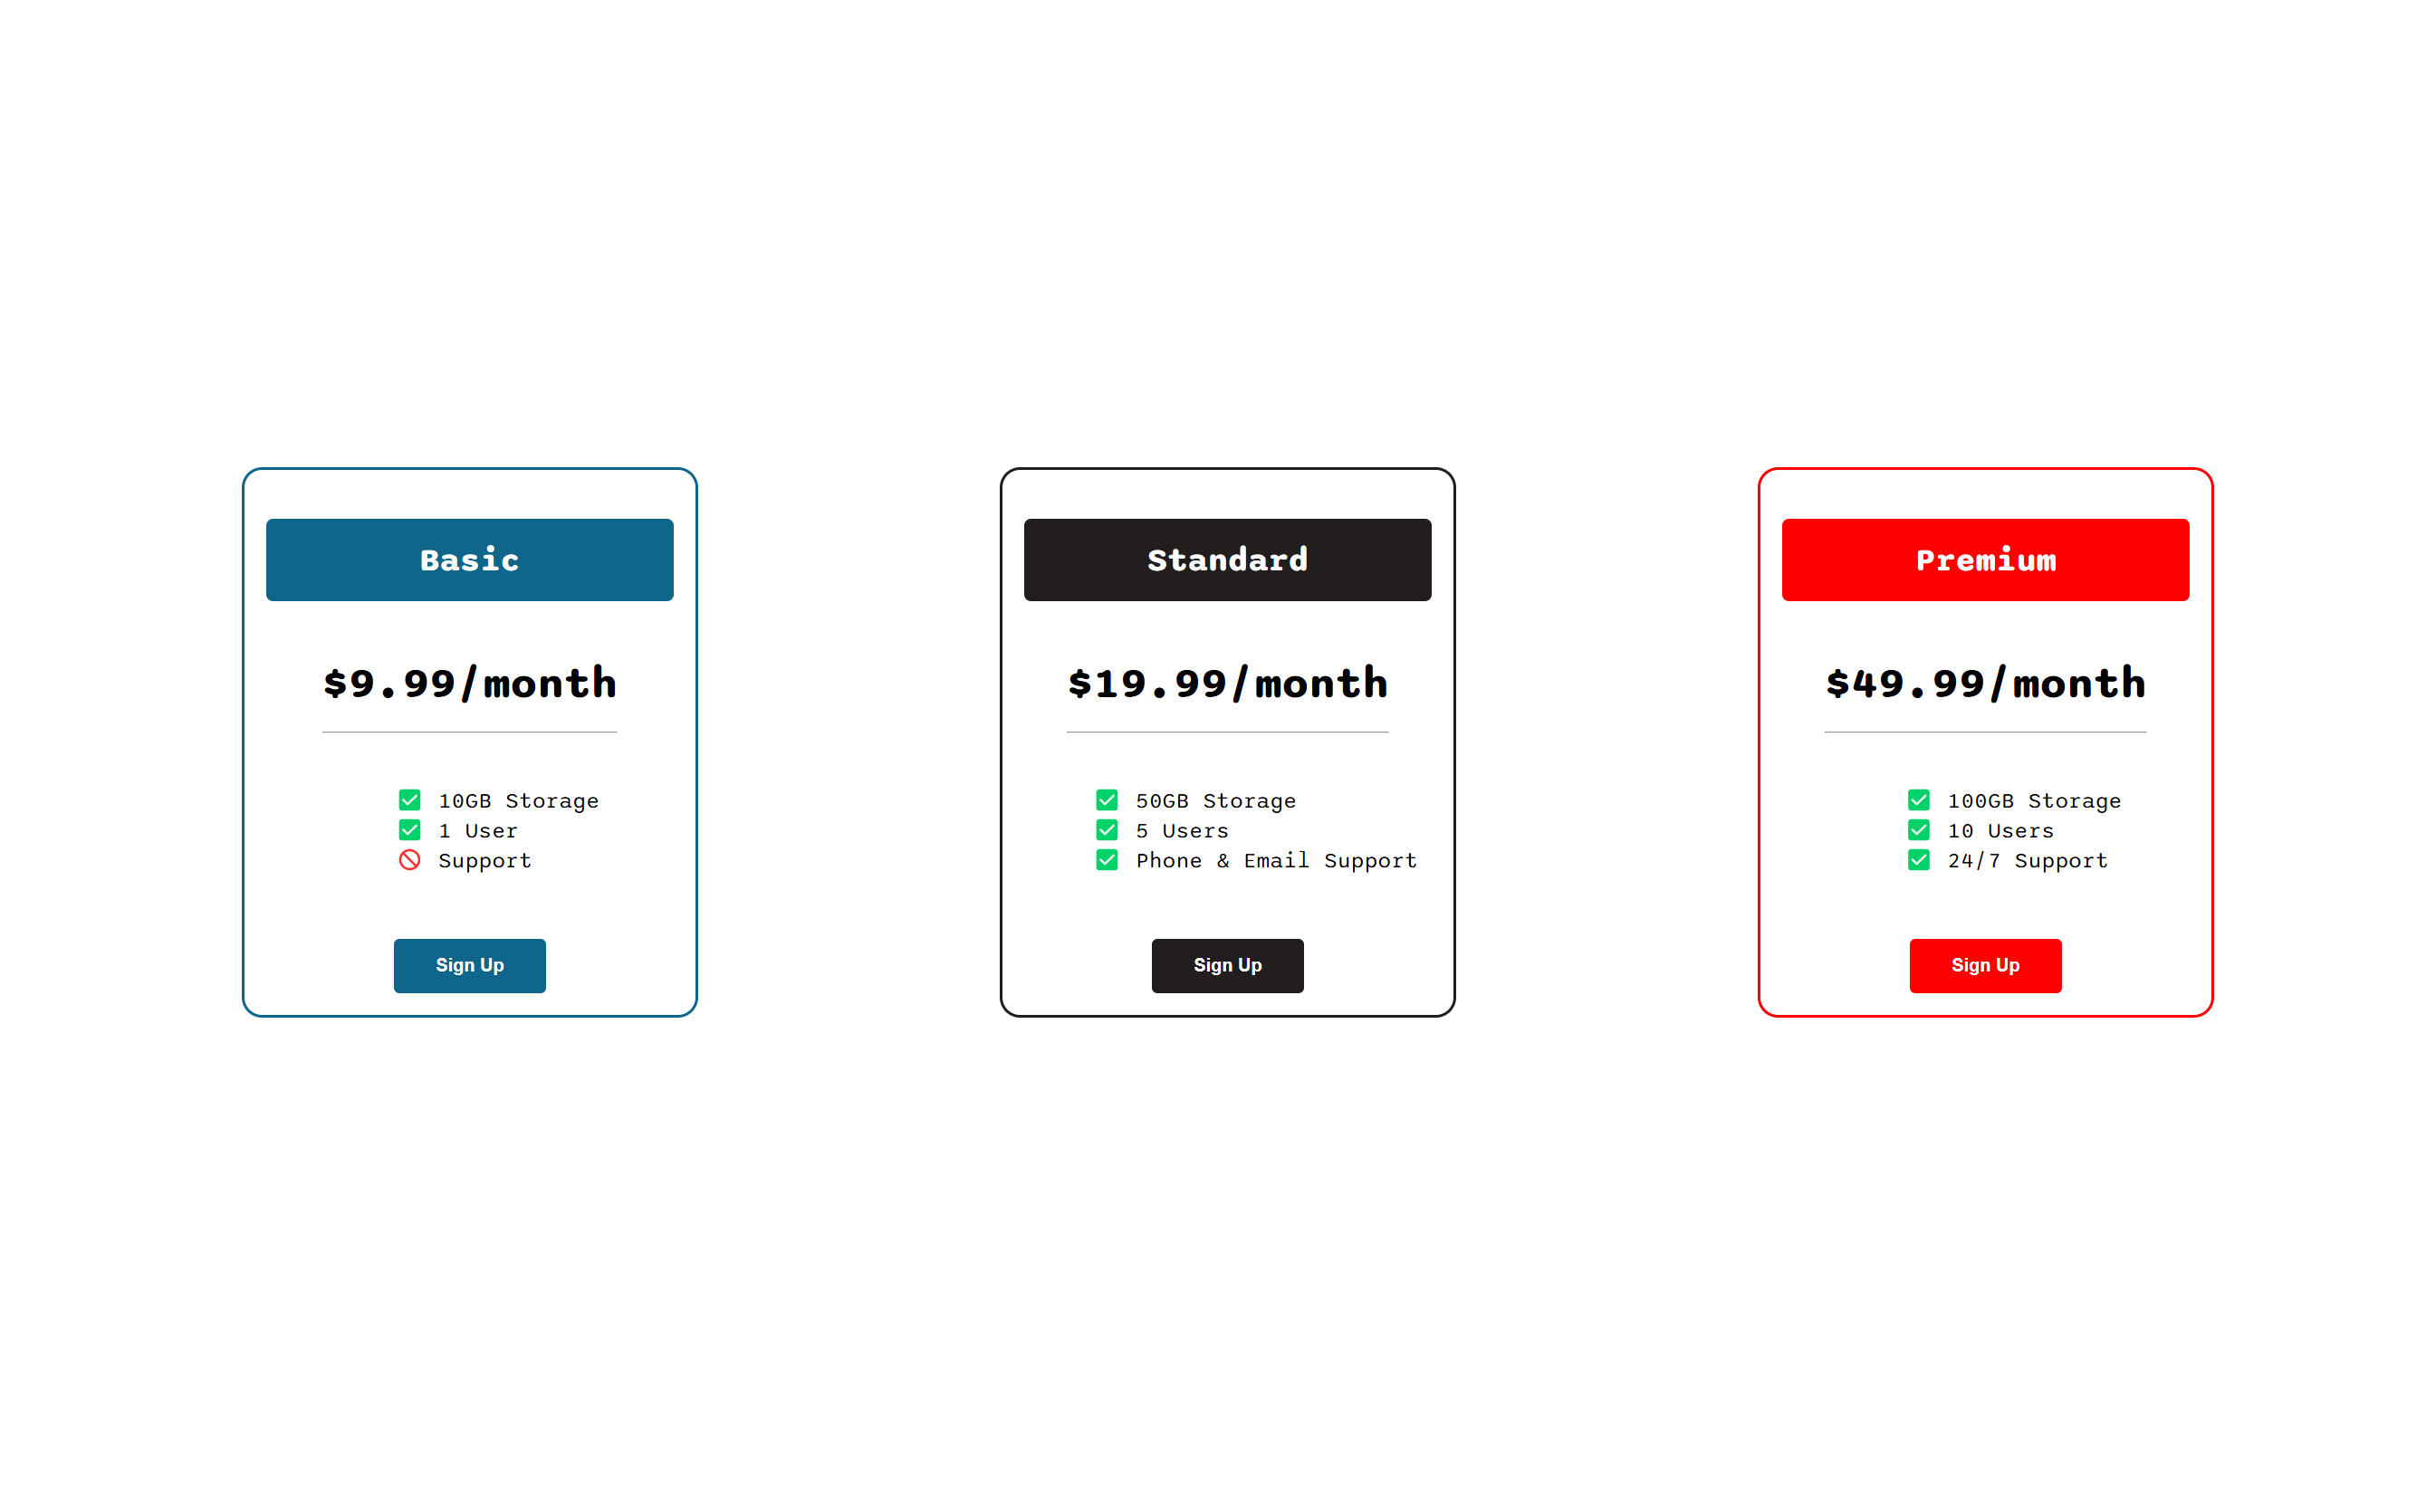 Basic
$9.99/month
10GB Storage
1 User
Support
Sign Up
Standard
$19.99/month
50GB Storage
5 Users
Phone & Email Support
Sign Up
Premium
$49.99/month
100GB Storage
10 Users
24/7 Support
Sign Up